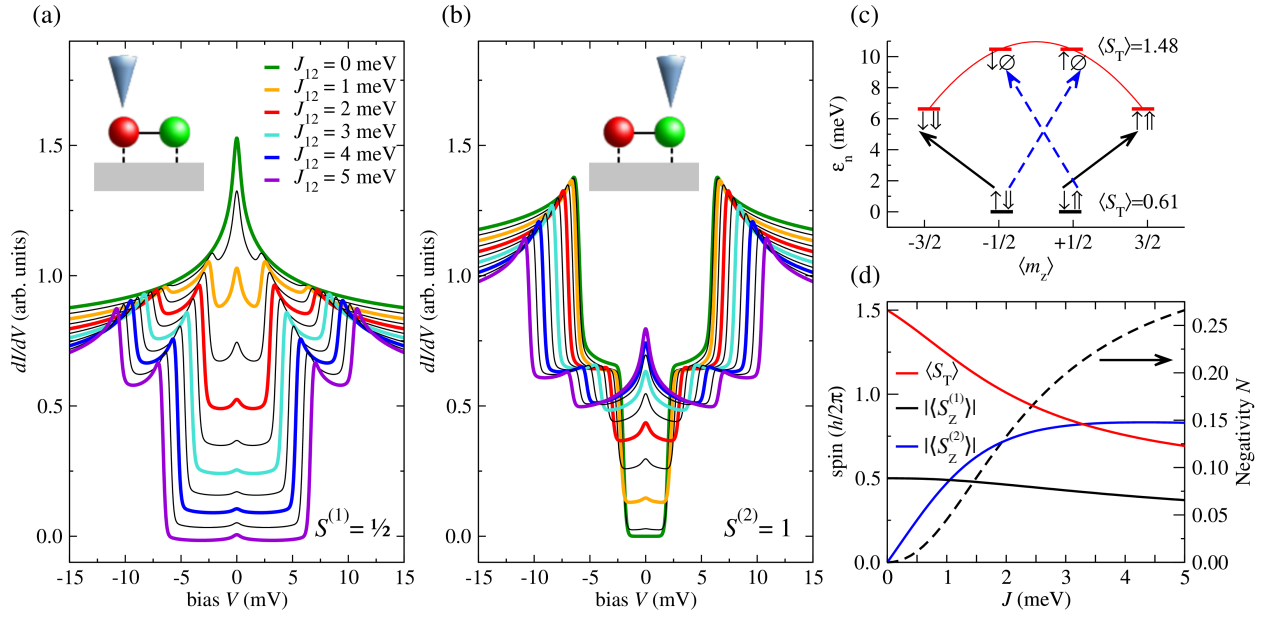 (a)
J12 = 0 meV
J12 = 1 meV
J12 = 2 meV
J12 = 3 meV
J12 = 4 meV
J12 = 5 meV
1.5
1.0
0.5
0.0
dI/dV (arb. units)
S(1) = ½
-15 -10 -5 0 5 10 15
bias V (mV)
(b)
1.5
1.0
0.5
0.0
dI/dV (arb. units)
S(2) = 1
-15 -10 -5 0 5 10 15
bias V (mV)
(c)
10
8
6
4
2
0
εn (meV)
↓∅ ↑∅ ⟨ST⟩=1.48
↓⇓ ↑⇑
↑⇓ ↓⇑ ⟨ST⟩=0.61
-3/2 -1/2 +1/2 3/2
⟨mz⟩
(d)
1.5
1.0
0.5
0.0
spin (h/2π)
⟨ST⟩
|⟨SZ(1)⟩|
|⟨SZ(2)⟩|
0.25
0.20
0.15
0.10
0.05
0.00
Negativity N
0 1 2 3 4 5
J (meV)